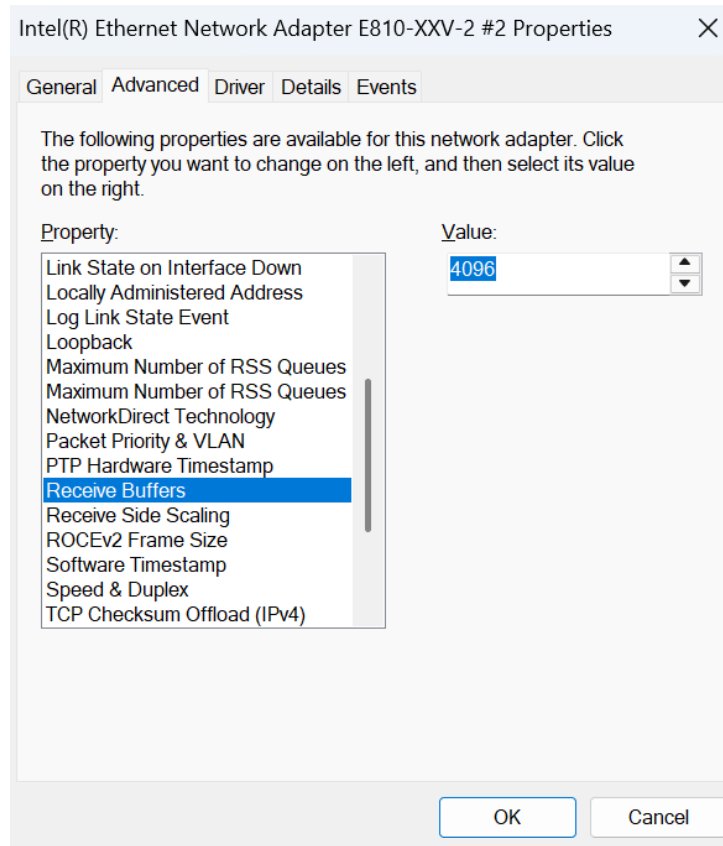 Intel(R) Ethernet Network Adapter E810-XXV-2 #2 Properties
General Advanced Driver Details Events
The following properties are available for this network adapter. Click
the property you want to change on the left, and then select its value
on the right.
Property:
Link State on Interface Down
Locally Administered Address
Log Link State Event
Loopback
Maximum Number of RSS Queues
Maximum Number of RSS Queues
NetworkDirect Technology
Packet Priority & VLAN
PTP Hardware Timestamp
Receive Buffers
Receive Side Scaling
ROCEv2 Frame Size
Software Timestamp
Speed & Duplex
TCP Checksum Offload (IPv4)
Value:
4096
OK Cancel